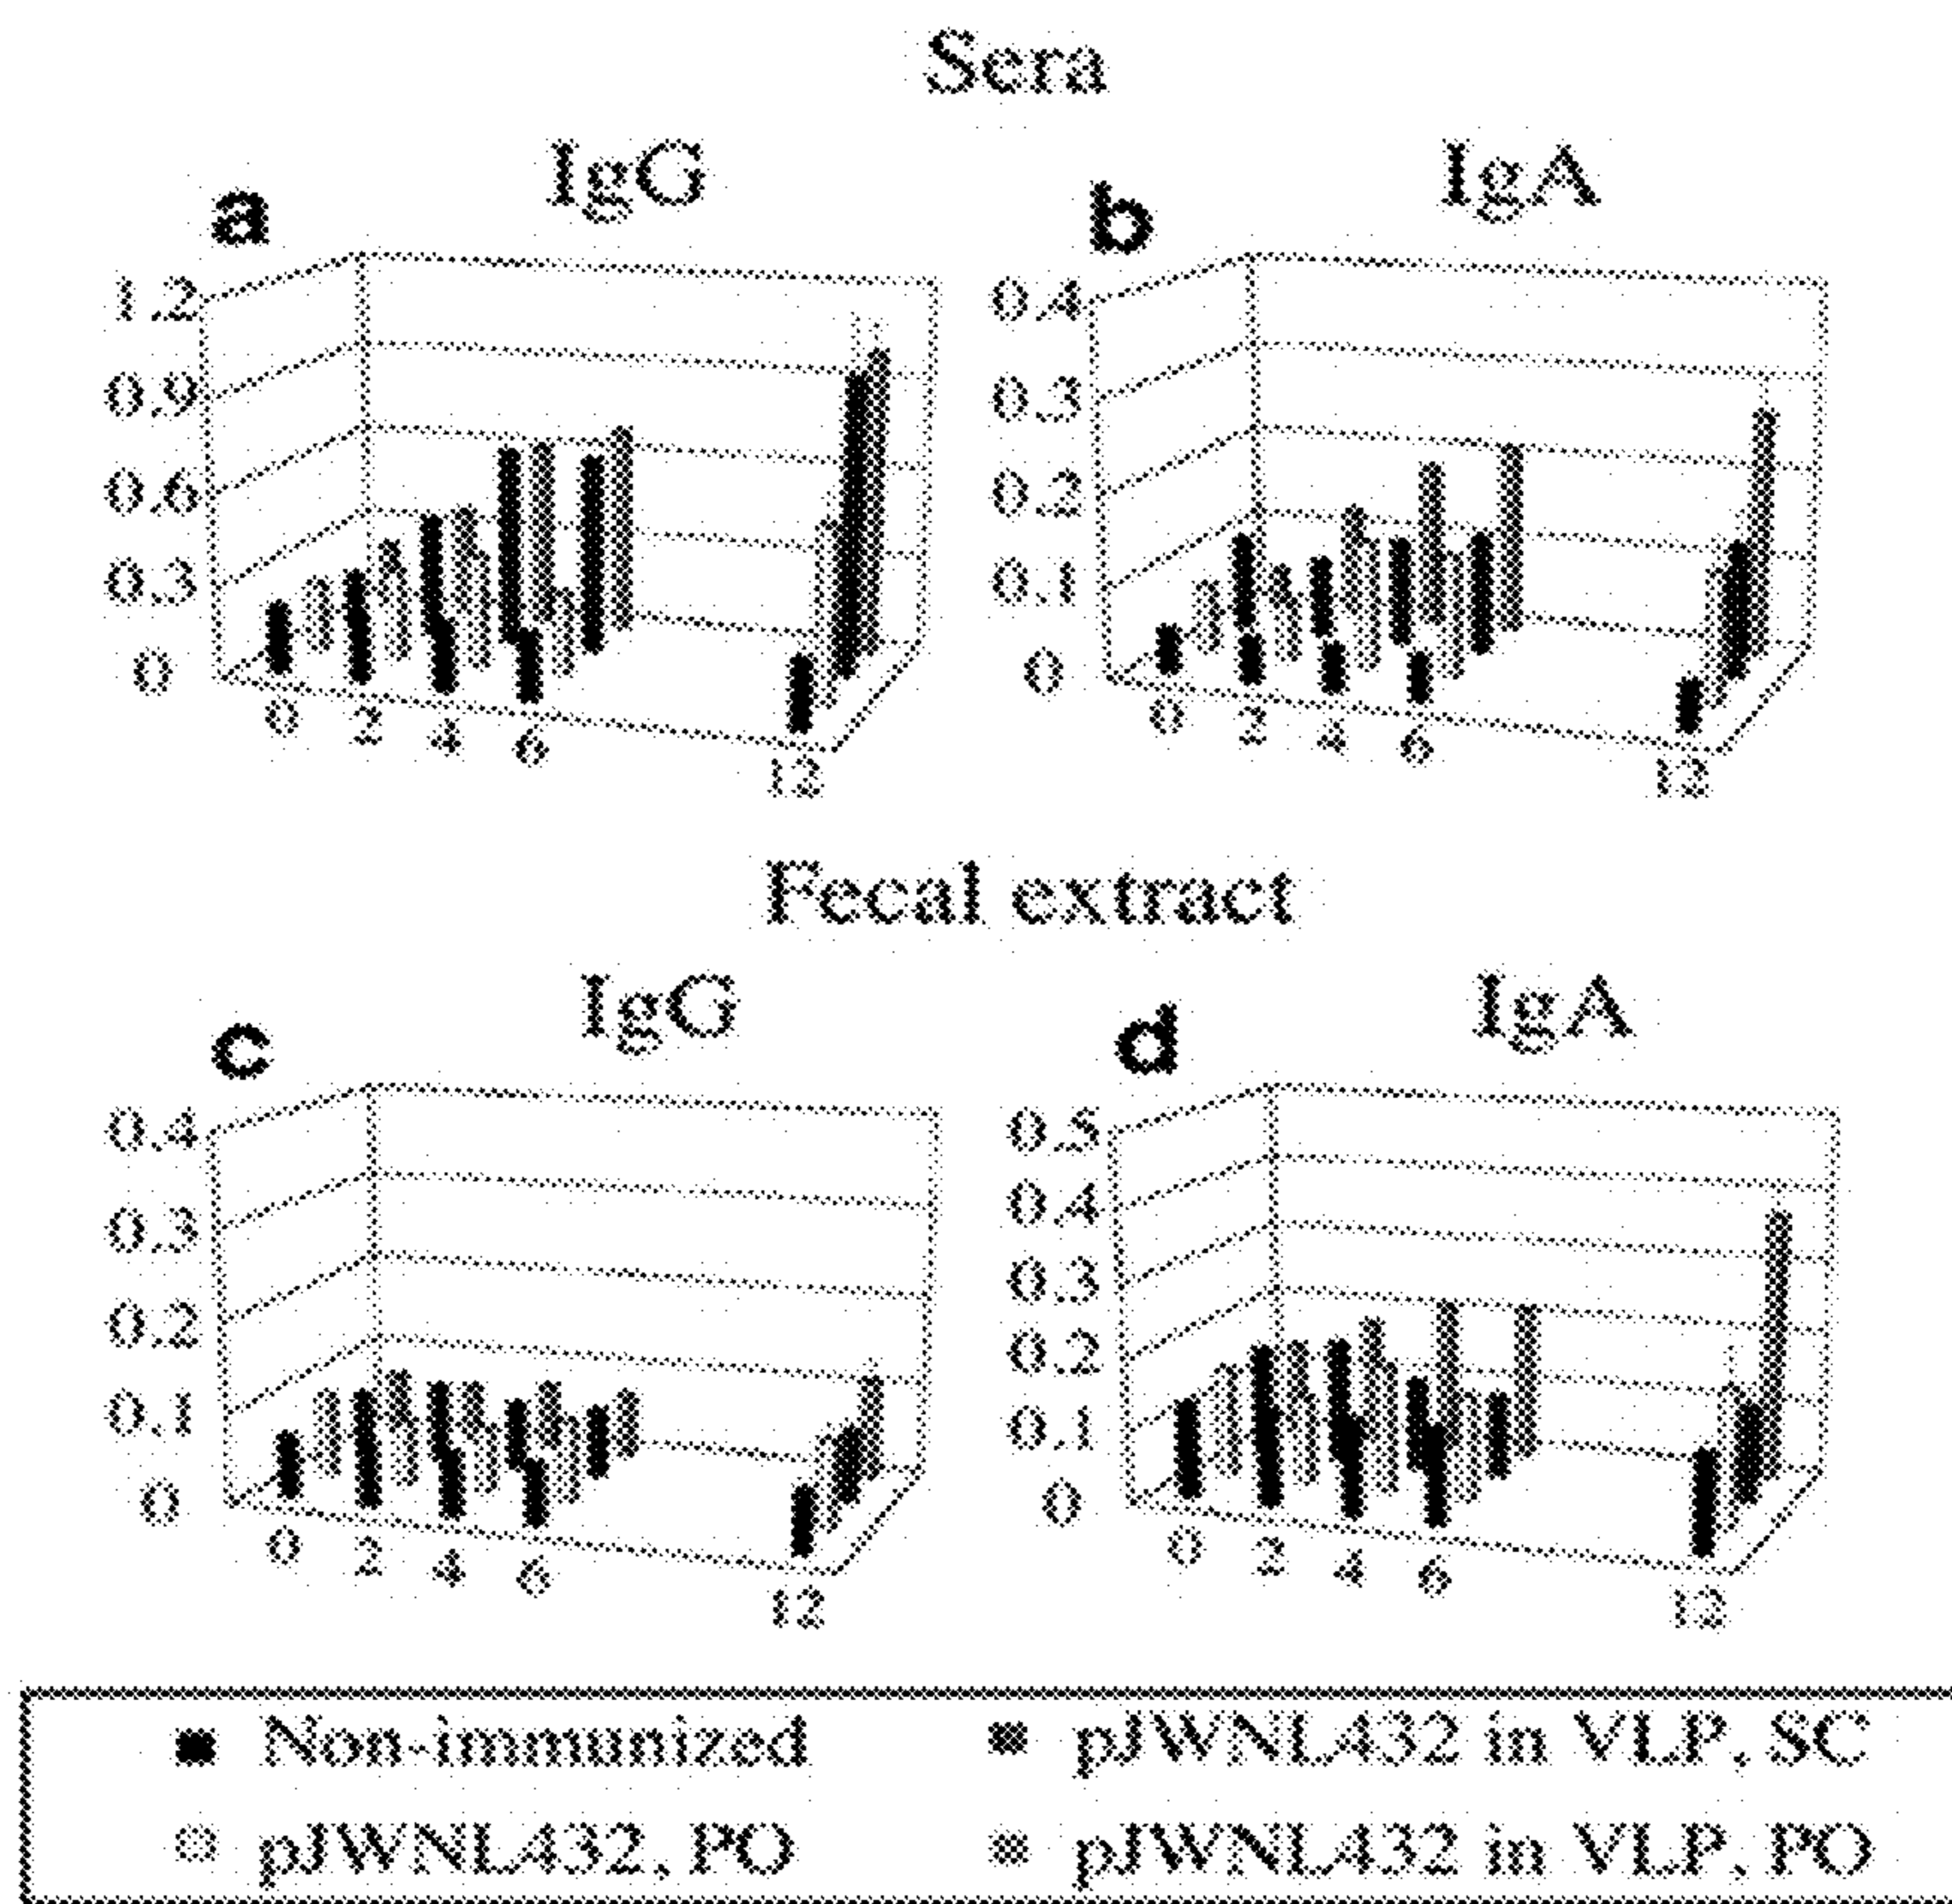 Sera
IgG IgA
a b
1.2 0.4
0.9 0.3
0.6 0.2
0.3 0.1
0 0
0 2 4 6 12 0 2 4 6 12
Fecal extract
IgG IgA
c d
0.4 0.5
0.3 0.4
0.2 0.3
0.1 0.2
0 0.1
0
0 2 4 6 12 0 2 4 6 12
Non-immunized pJWNL432 in VLP, SC
pJWNL432, PO pJWNL432 in VLP, PO